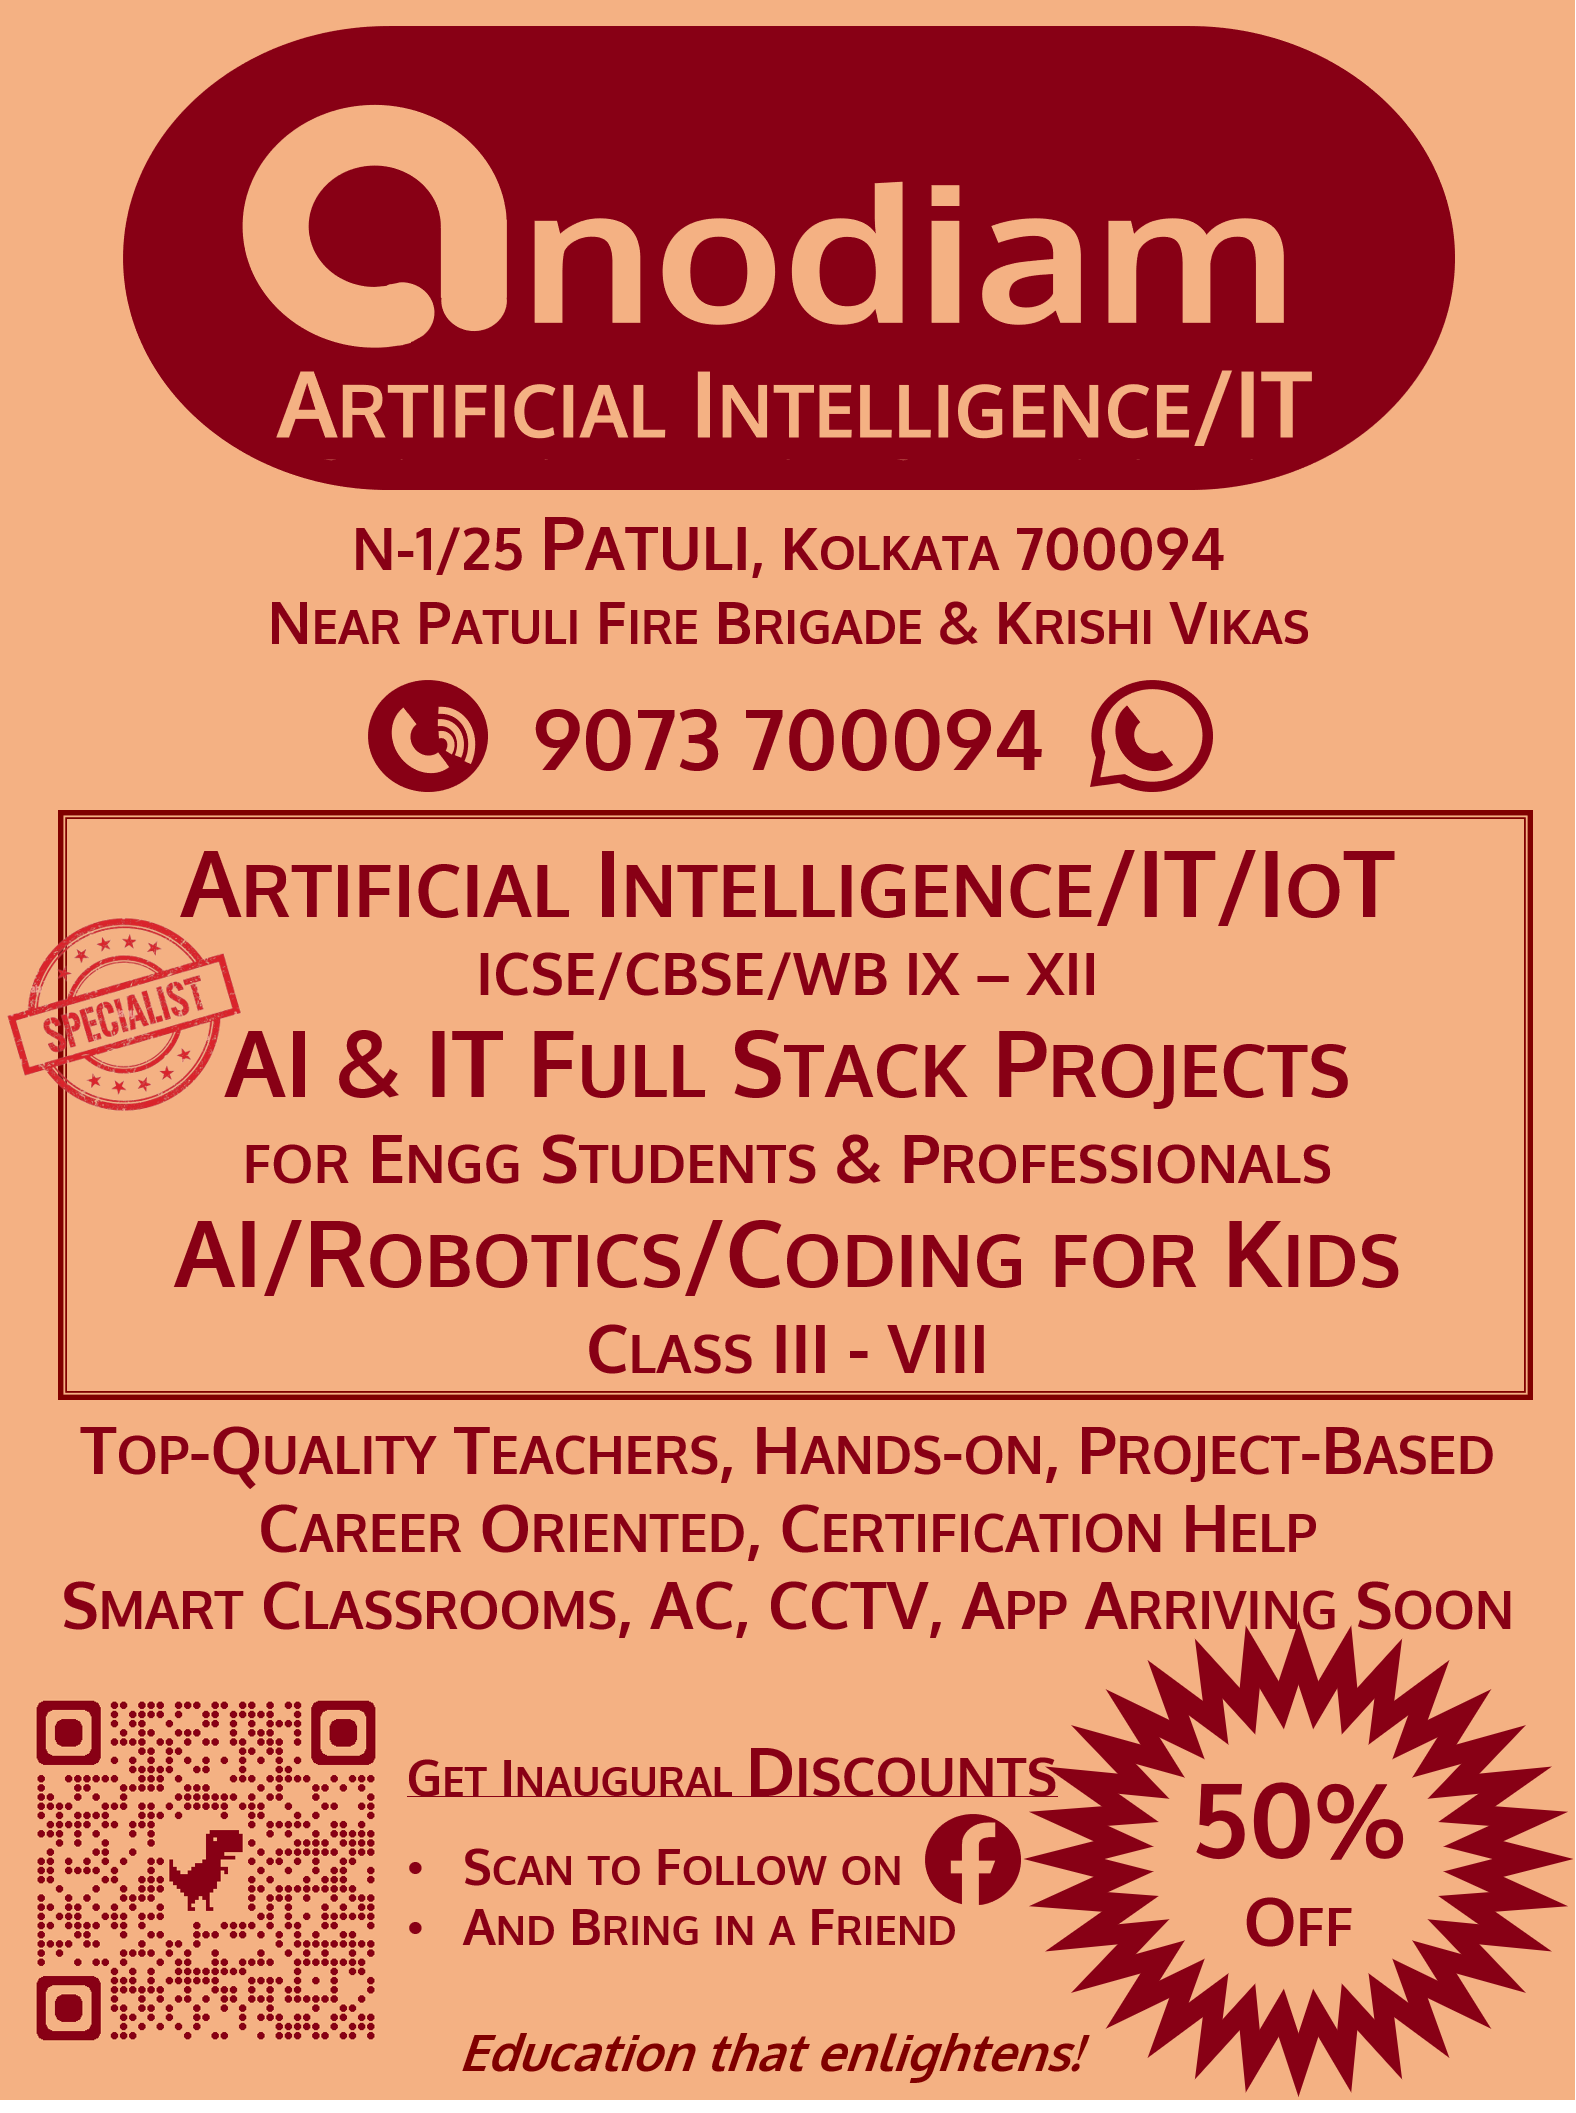 anodiam
ARTIFICIAL INTELLIGENCE/IT
N-1/25 PATULI, KOLKATA 700094
NEAR PATULI FIRE BRIGADE & KRISHI VIKAS
9073 700094
ARTIFICIAL INTELLIGENCE/IT/IOT
ICSE/CBSE/WB IX – XII
SPECIALIST
AI & IT FULL STACK PROJECTS
FOR ENGG STUDENTS & PROFESSIONALS
AI/ROBOTICS/CODING FOR KIDS
CLASS III - VIII
TOP-QUALITY TEACHERS, HANDS-ON, PROJECT-BASED
CAREER ORIENTED, CERTIFICATION HELP
SMART CLASSROOMS, AC, CCTV, APP ARRIVING SOON
GET INAUGURAL DISCOUNTS
• SCAN TO FOLLOW ON f
• AND BRING IN A FRIEND
50%
OFF
Education that enlightens!